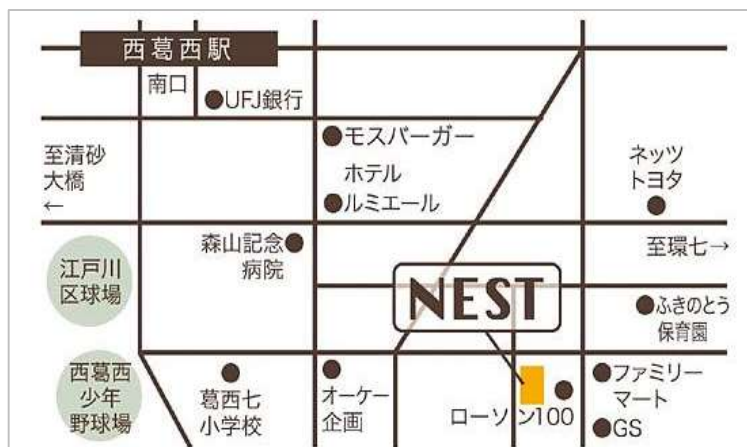 西葛西駅
南口
●UFJ銀行
至清砂
大橋
←
●モスバーガー
ホテル
●ルミエール
ネッツ
トヨタ
●
森山記念●
病院
至環七→
江戸川
区球場
NEST
●ふきのとう
保育園
西葛西
少年
野球場
●
葛西七
小学校
●
オーケー
企画
●
ローソン100
●ファミリー
マート
●GS